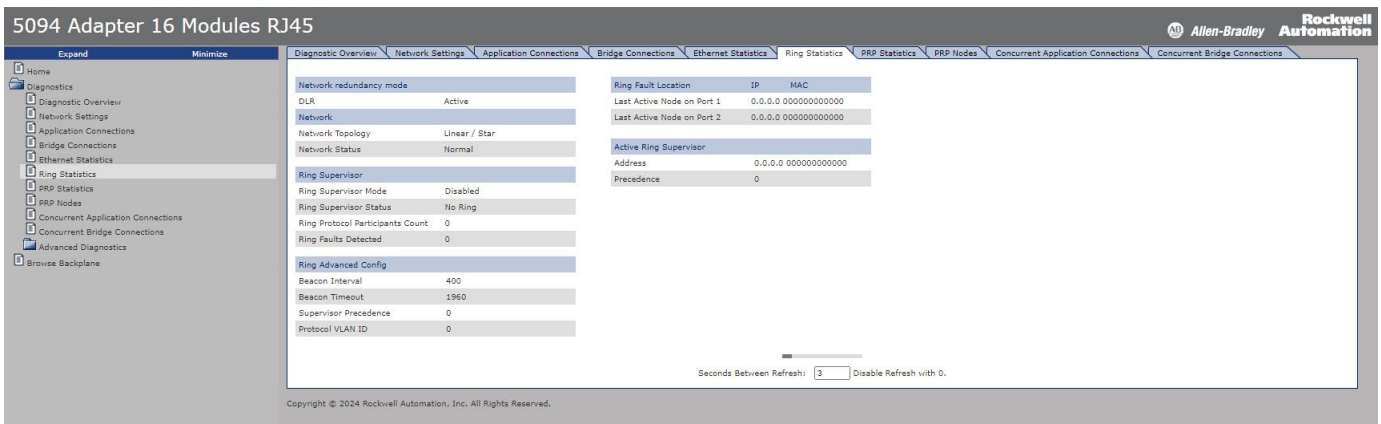 5094 Adapter 16 Modules RJ45
AB Allen-Bradley
Rockwell
Automation
Expand Minimize
Home
Diagnostics
Diagnostic Overview
Network Settings
Application Connections
Bridge Connections
Ethernet Statistics
Ring Statistics
PRP Statistics
PRP Nodes
Concurrent Application Connections
Concurrent Bridge Connections
Advanced Diagnostics
Browse Backplane
Diagnostic Overview Network Settings Application Connections Bridge Connections Ethernet Statistics Ring Statistics PRP Statistics PRP Nodes Concurrent Application Connections Concurrent Bridge Connections
Network redundancy mode
DLR Active
Network
Network Topology Linear / Star
Network Status Normal
Ring Supervisor
Ring Supervisor Mode Disabled
Ring Supervisor Status No Ring
Ring Protocol Participants Count 0
Ring Faults Detected 0
Ring Advanced Config
Beacon Interval 400
Beacon Timeout 1960
Supervisor Precedence 0
Protocol VLAN ID 0
Ring Fault Location IP MAC
Last Active Node on Port 1 0.0.0.0 000000000000
Last Active Node on Port 2 0.0.0.0 000000000000
Active Ring Supervisor
Address 0.0.0.0 000000000000
Precedence 0
Seconds Between Refresh: 3 Disable Refresh with 0.
Copyright © 2024 Rockwell Automation, Inc. All Rights Reserved.